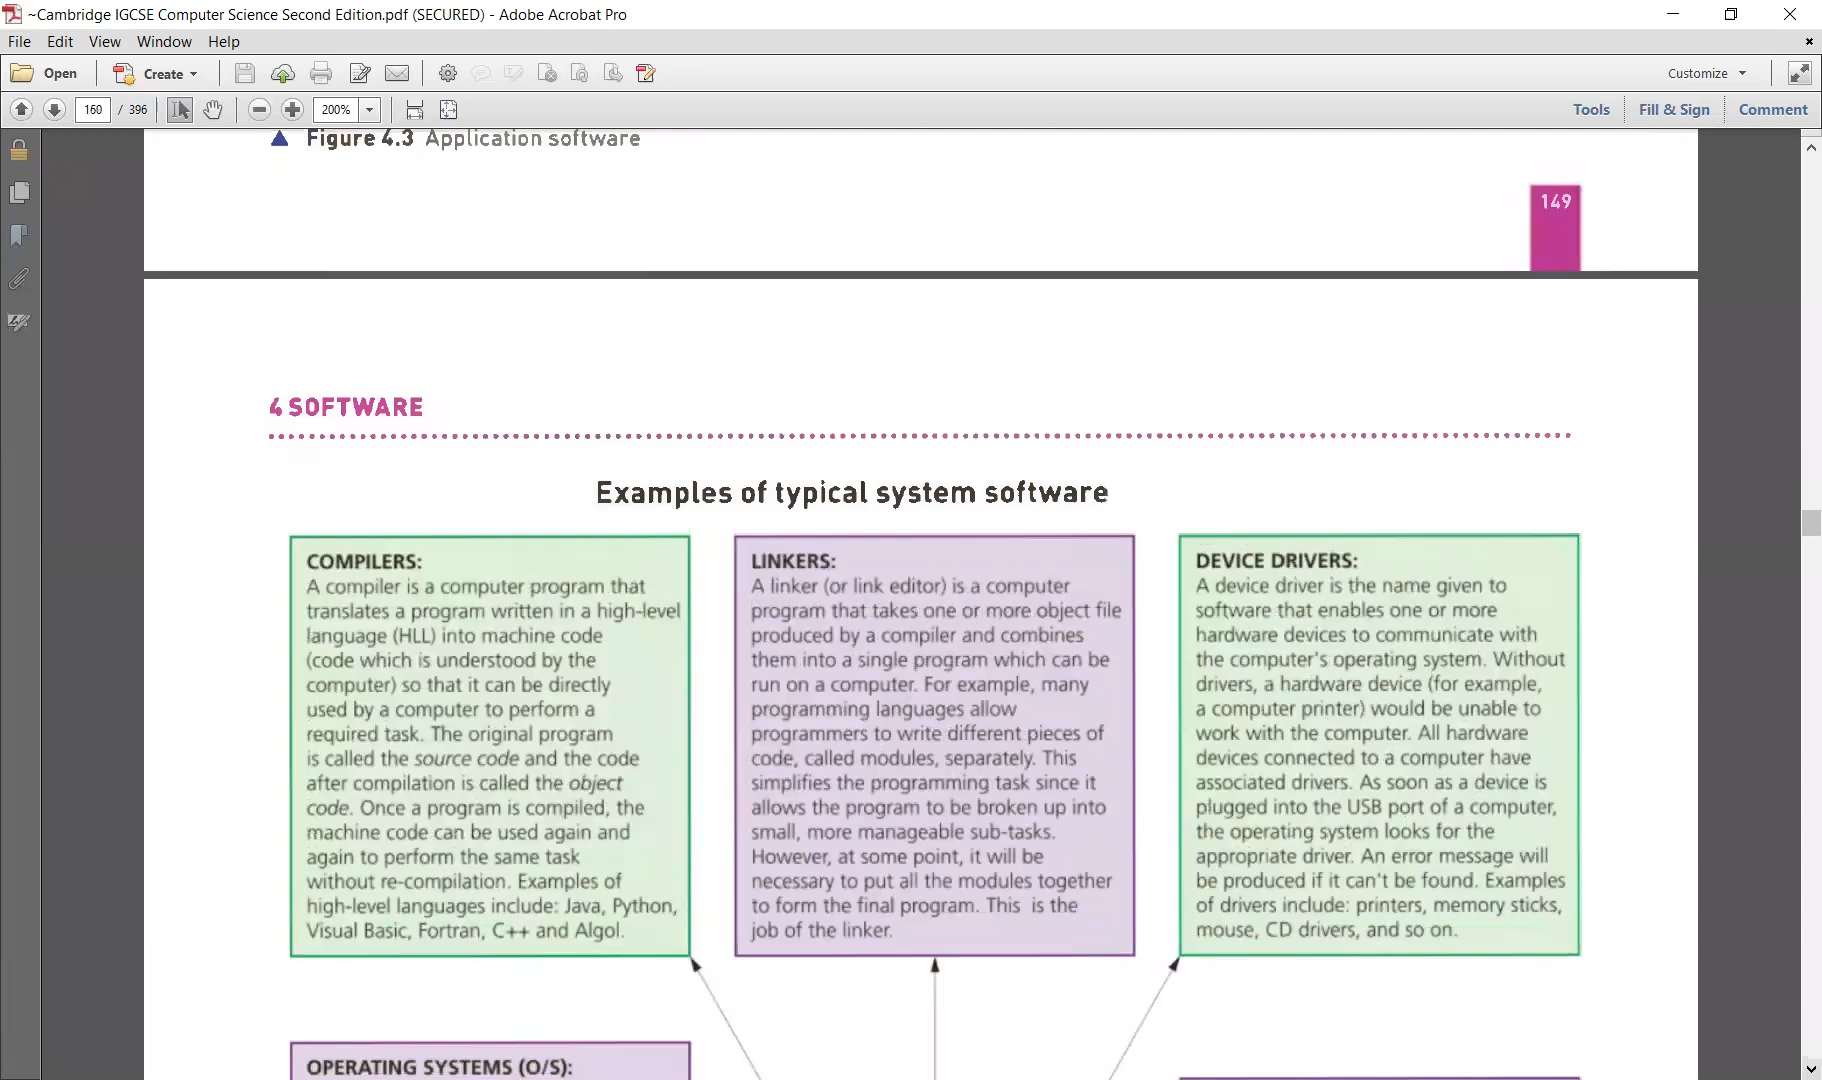 ~Cambridge IGCSE Computer Science Second Edition.pdf (SECURED) - Adobe Acrobat Pro
File Edit View Window Help
Open Create Customize
160 / 396 200% Tools Fill & Sign Comment
Figure 4.3 Application software
149
4 SOFTWARE
Examples of typical system software
COMPILERS:
A compiler is a computer program that
translates a program written in a high-level
language (HLL) into machine code
(code which is understood by the
computer) so that it can be directly
used by a computer to perform a
required task. The original program
is called the source code and the code
after compilation is called the object
code. Once a program is compiled, the
machine code can be used again and
again to perform the same task
without re-compilation. Examples of
high-level languages include: Java, Python,
Visual Basic, Fortran, C++ and Algol.
LINKERS:
A linker (or link editor) is a computer
program that takes one or more object file
produced by a compiler and combines
them into a single program which can be
run on a computer. For example, many
programming languages allow
programmers to write different pieces of
code, called modules, separately. This
simplifies the programming task since it
allows the program to be broken up into
small, more manageable sub-tasks.
However, at some point, it will be
necessary to put all the modules together
to form the final program. This is the
job of the linker.
DEVICE DRIVERS:
A device driver is the name given to
software that enables one or more
hardware devices to communicate with
the computer's operating system. Without
drivers, a hardware device (for example,
a computer printer) would be unable to
work with the computer. All hardware
devices connected to a computer have
associated drivers. As soon as a device is
plugged into the USB port of a computer,
the operating system looks for the
appropriate driver. An error message will
be produced if it can't be found. Examples
of drivers include: printers, memory sticks,
mouse, CD drivers, and so on.
OPERATING SYSTEMS (O/S):